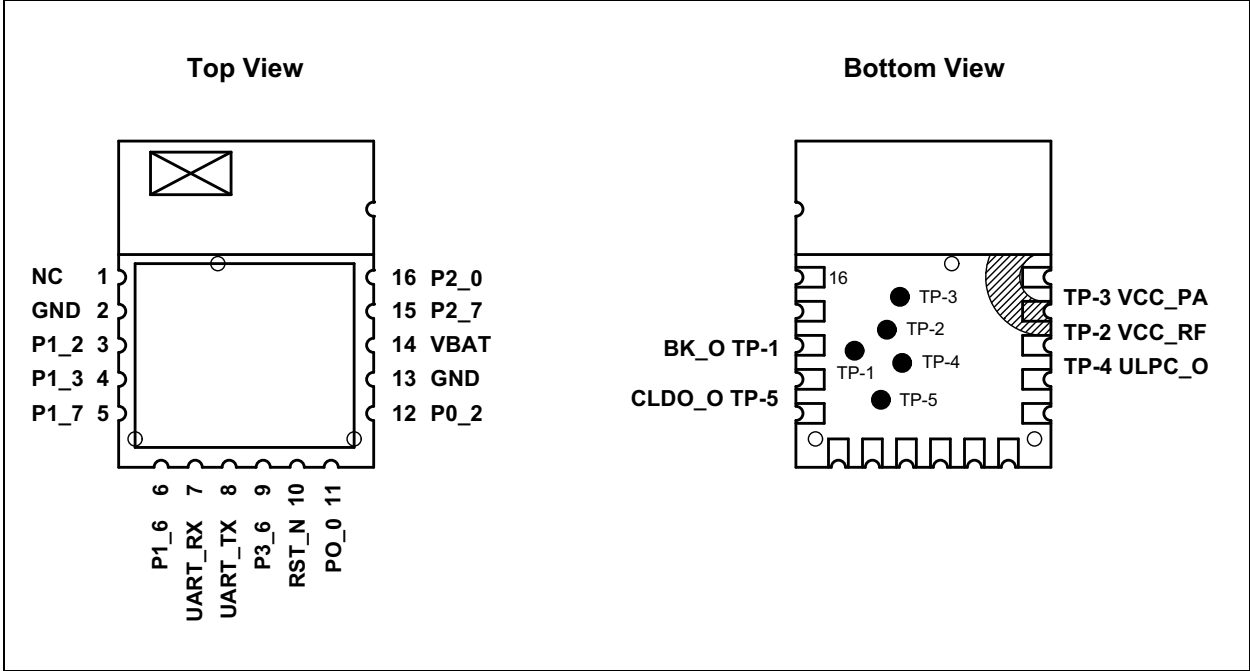 Top View
NC 1
GND 2
P1_2 3
P1_3 4
P1_7 5
16 P2_0
15 P2_7
14 VBAT
13 GND
12 P0_2
P1_6 6
UART_RX 7
UART_TX 8
P3_6 9
RST_N 10
PO_0 11
Bottom View
16
TP-3
TP-2
TP-1
TP-4
TP-5
BK_O TP-1
CLDO_O TP-5
TP-3 VCC_PA
TP-2 VCC_RF
TP-4 ULPC_O